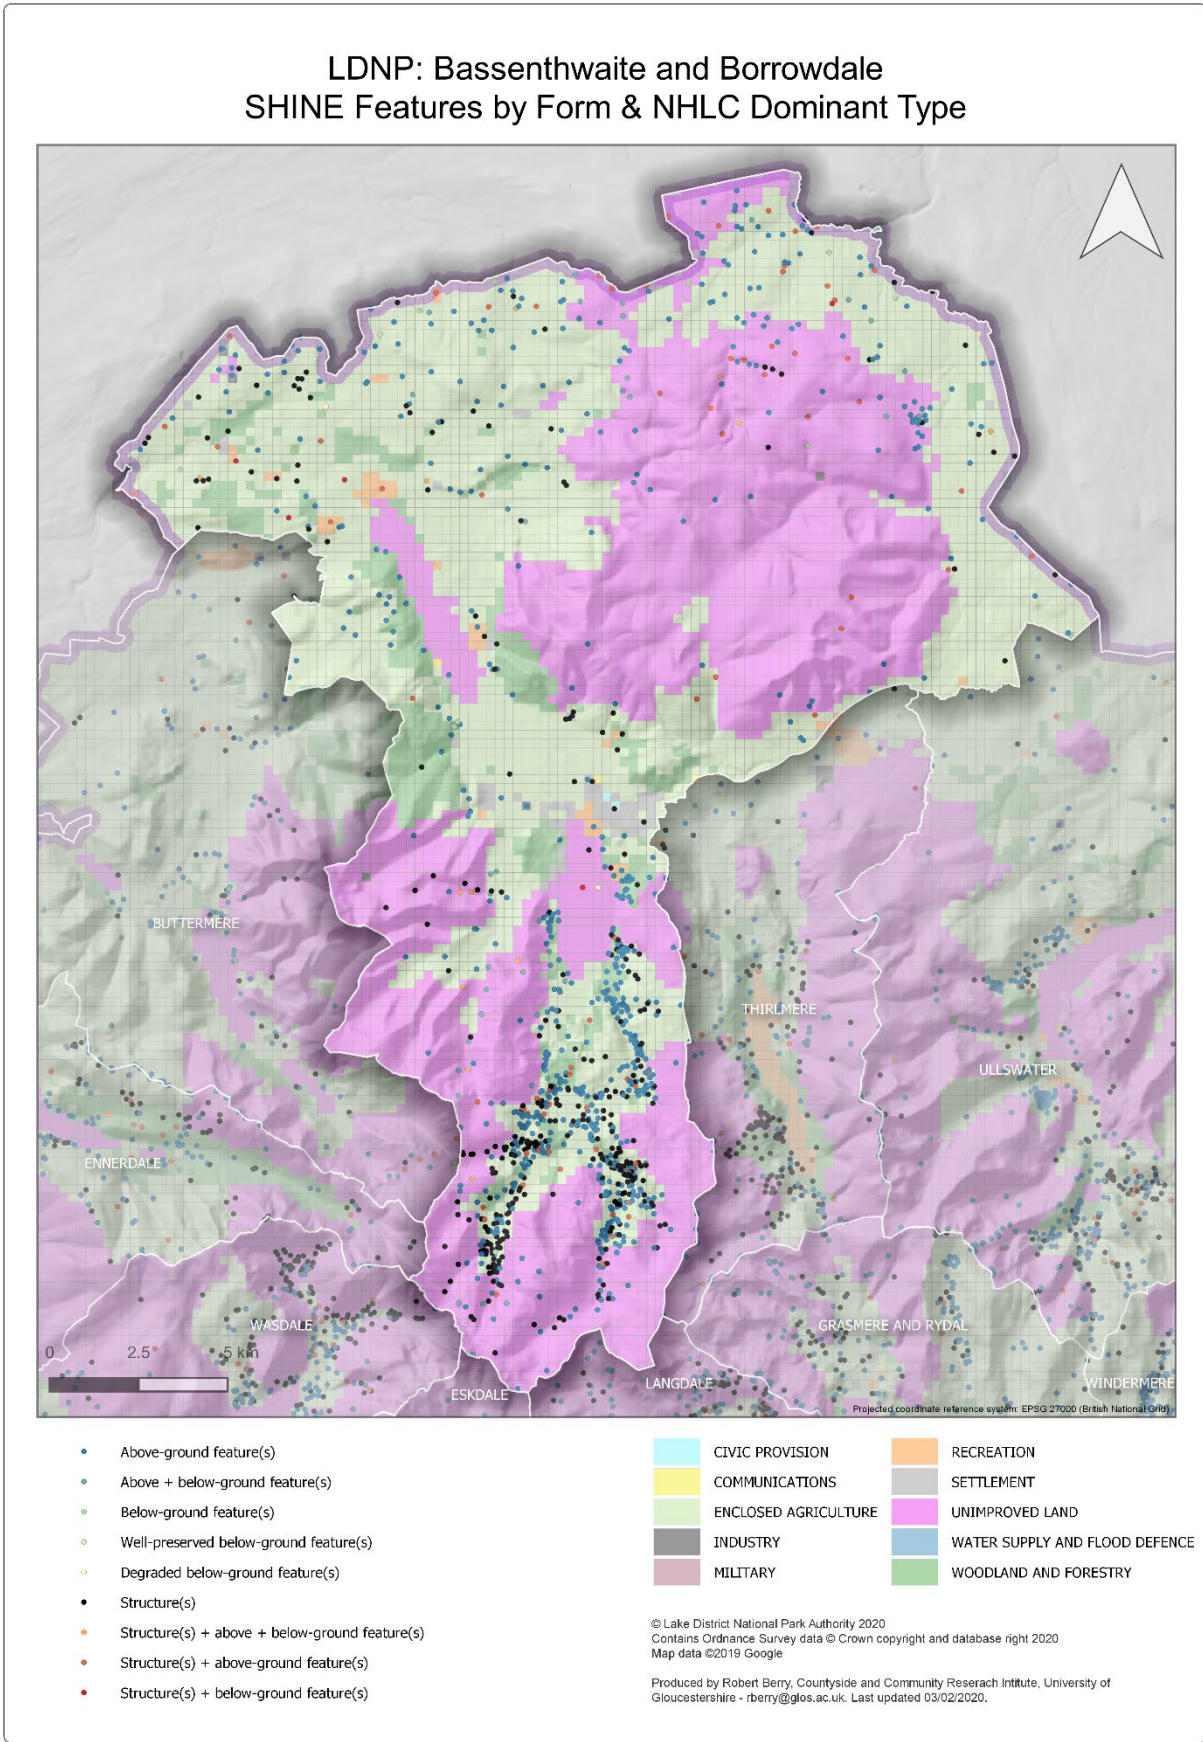 LDNP: Bassenthwaite and Borrowdale
SHINE Features by Form & NHLC Dominant Type
BUTTERMERE
THIRLMERE
ULLSWATER
ENNERDALE
WASDALE
GRASMERE AND RYDAL
ESKDALE
LANGDALE
WINDERMERE
0 2.5 5 km
Projected coordinate reference system: EPSG 27000 (British National Grid)
Above-ground feature(s)
Above + below-ground feature(s)
Below-ground feature(s)
Well-preserved below-ground feature(s)
Degraded below-ground feature(s)
Structure(s)
Structure(s) + above + below-ground feature(s)
Structure(s) + above-ground feature(s)
Structure(s) + below-ground feature(s)
CIVIC PROVISION
COMMUNICATIONS
ENCLOSED AGRICULTURE
INDUSTRY
MILITARY
RECREATION
SETTLEMENT
UNIMPROVED LAND
WATER SUPPLY AND FLOOD DEFENCE
WOODLAND AND FORESTRY
© Lake District National Park Authority 2020
Contains Ordnance Survey data © Crown copyright and database right 2020
Map data ©2019 Google
Produced by Robert Berry, Countyside and Community Reserach Intitute, University of
Gloucestershire - rberry@glos.ac.uk. Last updated 03/02/2020.